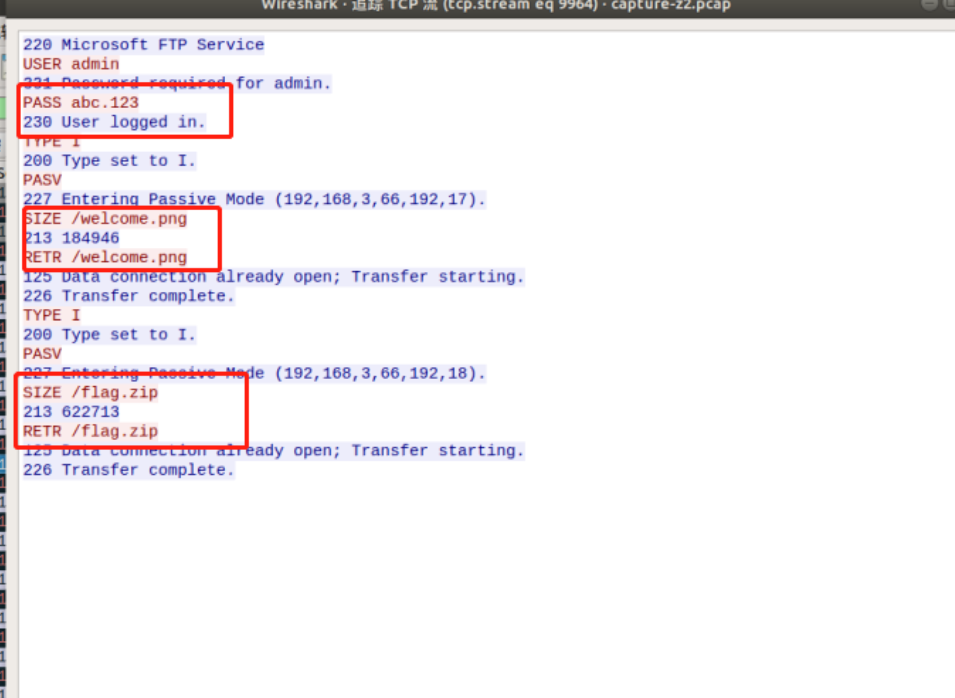 Wireshark · 追踪 TCP 流 (tcp.stream eq 9964) · capture-z2.pcap
220 Microsoft FTP Service
USER admin
331 Password required for admin.
PASS abc.123
230 User logged in.
TYPE I
200 Type set to I.
PASV
227 Entering Passive Mode (192,168,3,66,192,17).
SIZE /welcome.png
213 184946
RETR /welcome.png
125 Data connection already open; Transfer starting.
226 Transfer complete.
TYPE I
200 Type set to I.
PASV
227 Entering Passive Mode (192,168,3,66,192,18).
SIZE /flag.zip
213 622713
RETR /flag.zip
125 Data connection already open; Transfer starting.
226 Transfer complete.